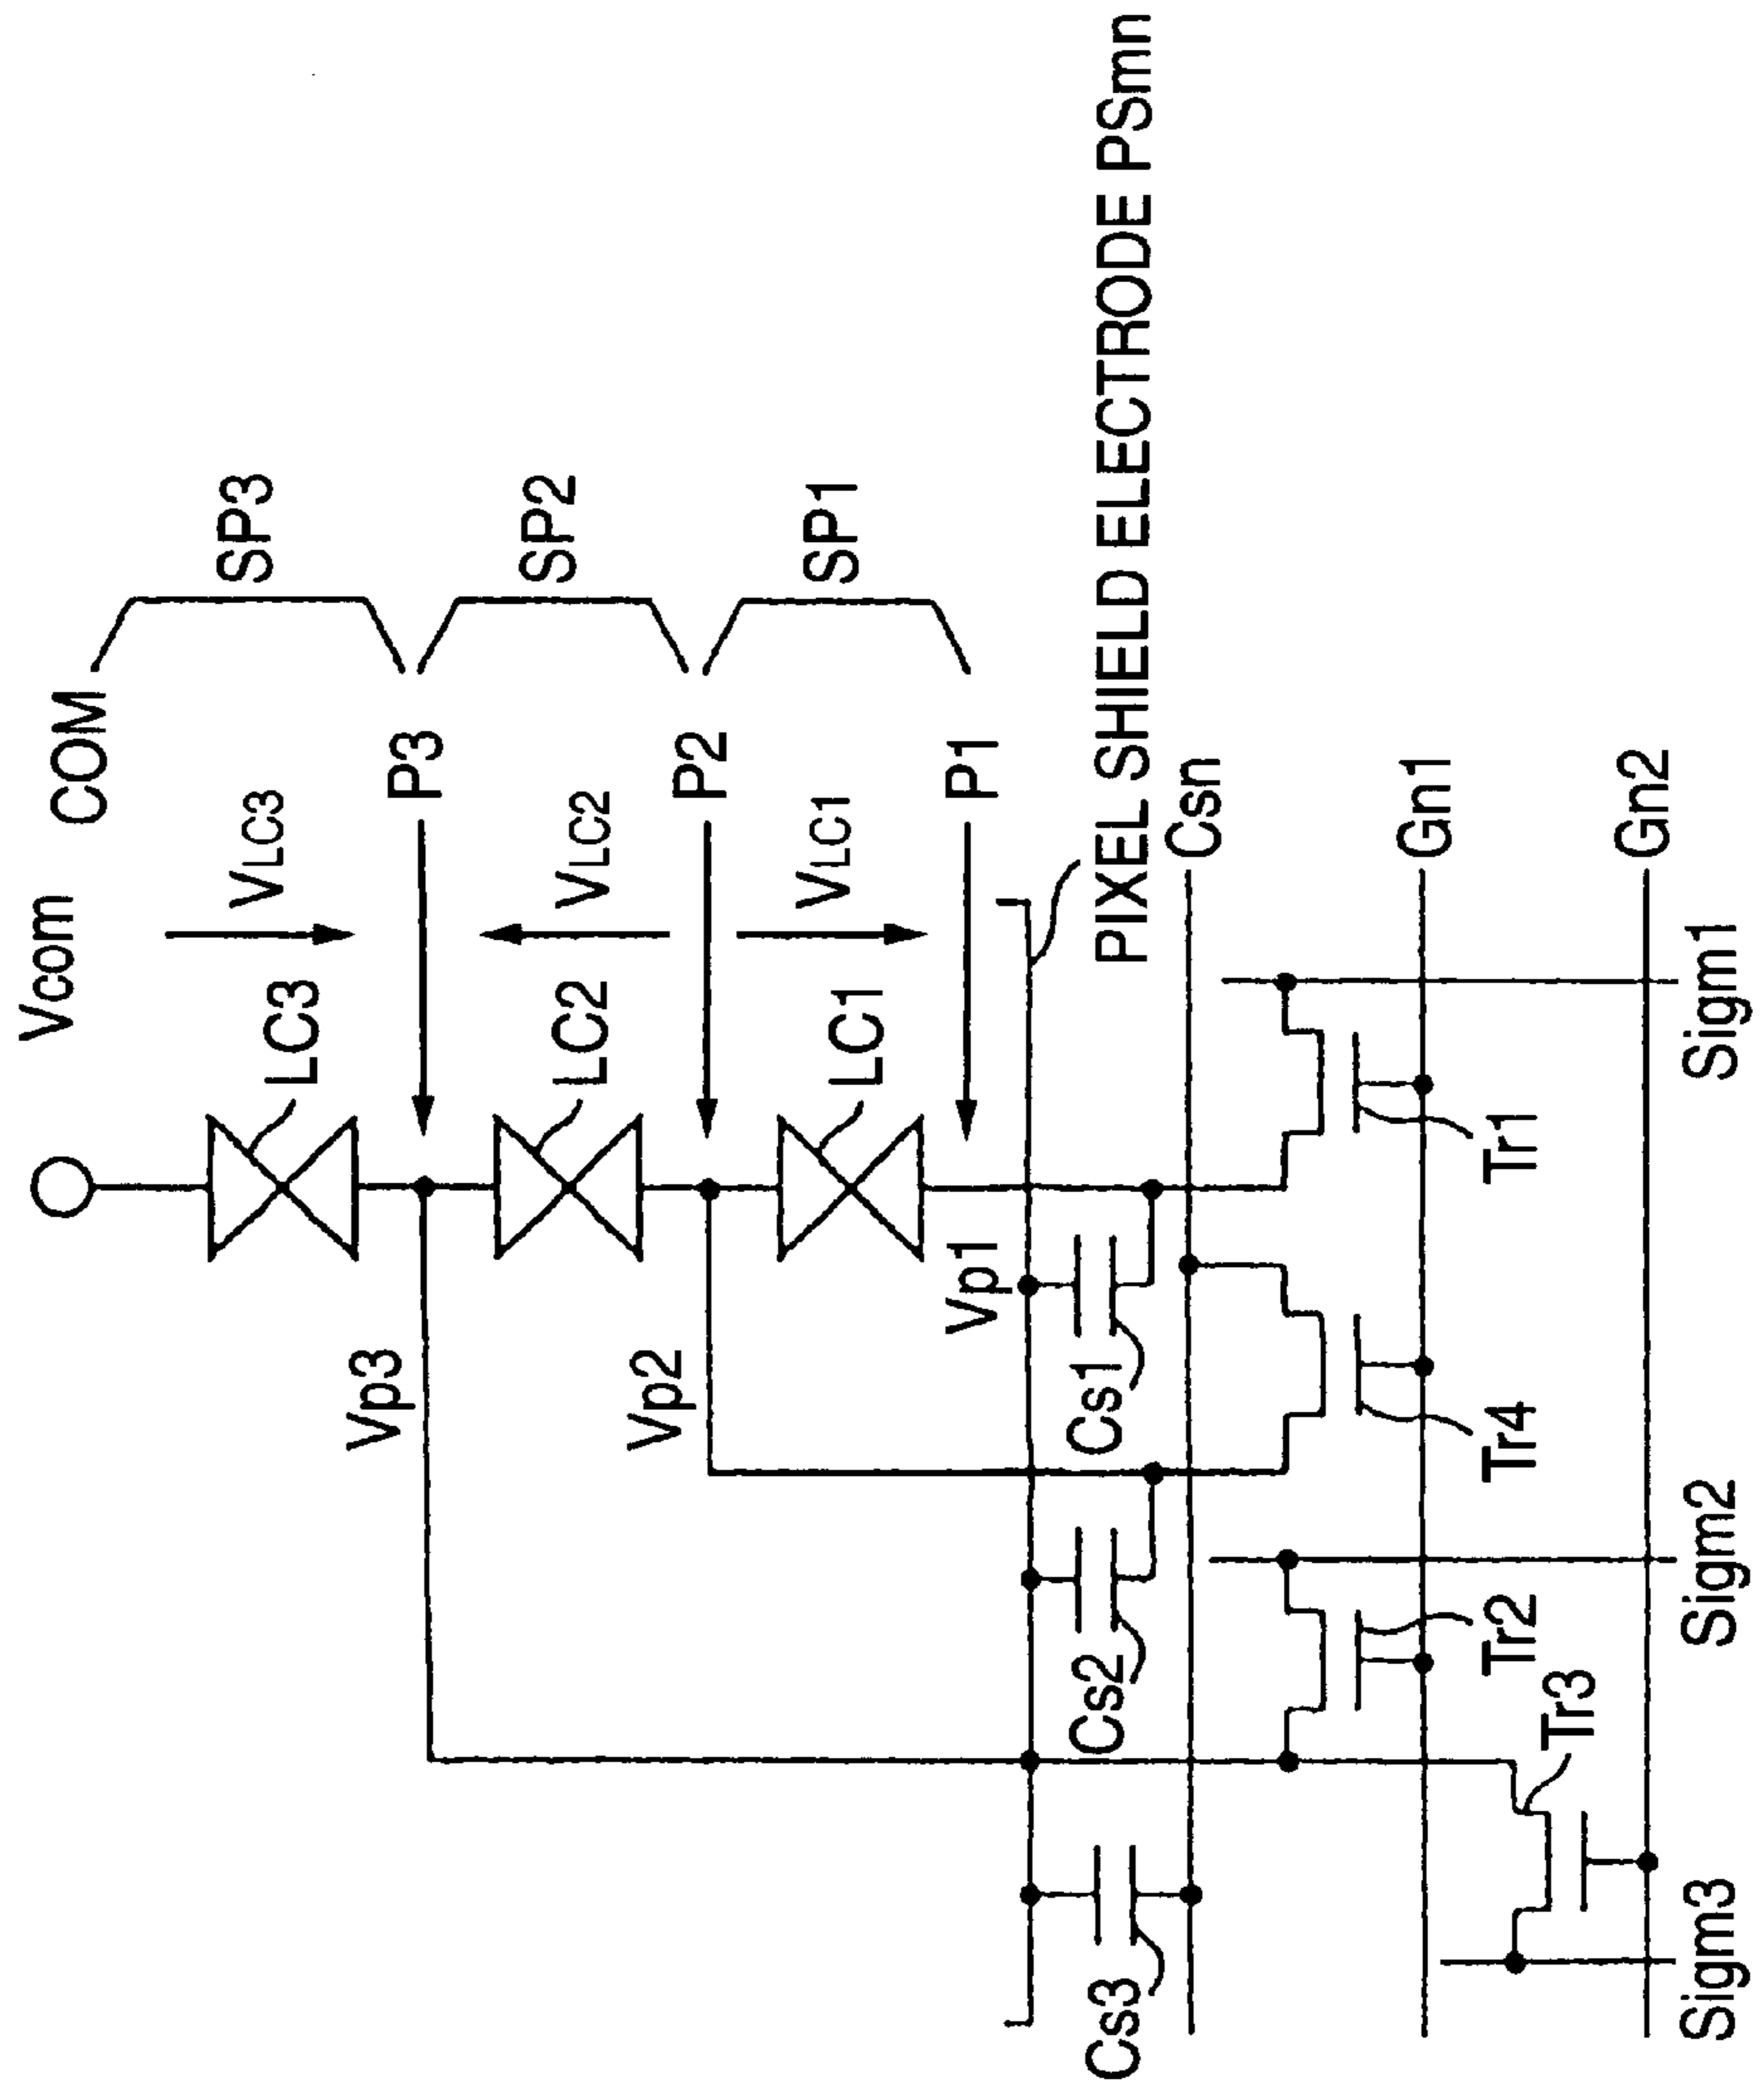 Vcom
COM
LC3
VLC3
SP3
Vp3
P3
LC2
VLC2
SP2
Vp2
P2
LC1
VLC1
SP1
Vp1
P1
PIXEL SHIELD ELECTRODE PSmn
Cs3
Cs2
Cs1
Csn
Gn1
Gn2
Tr3
Tr2
Tr4
Tr1
Sigm3
Sigm2
Sigm1